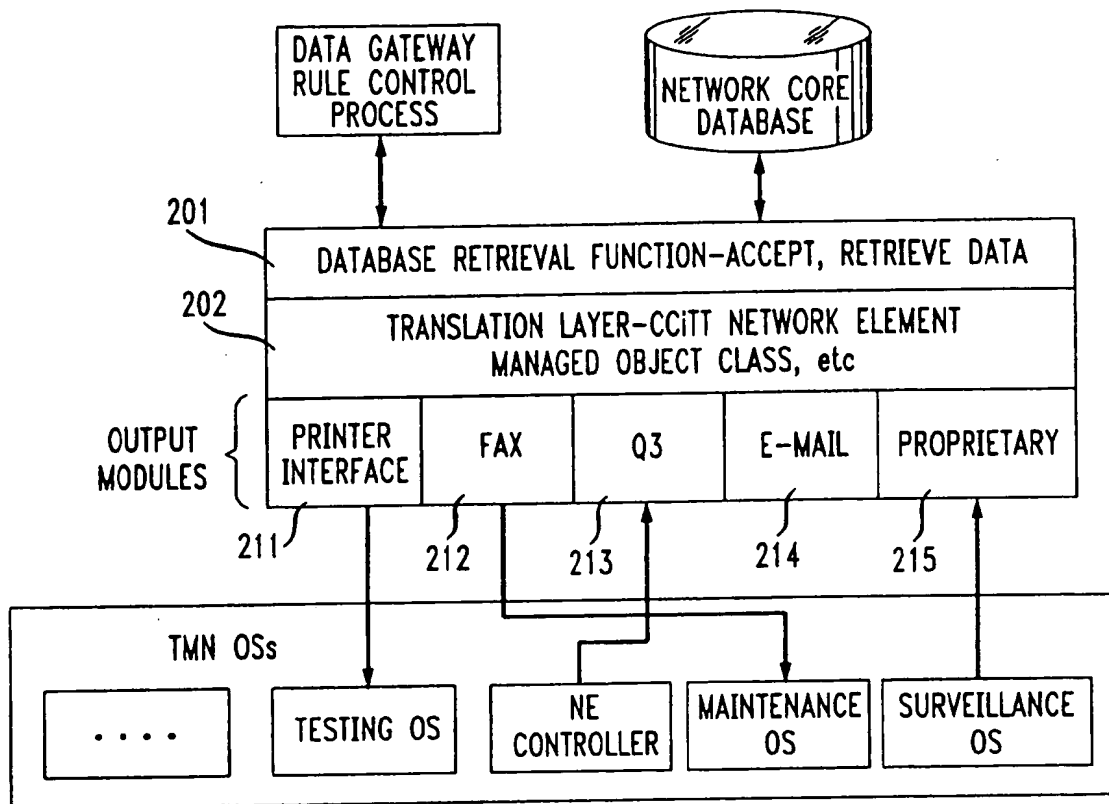 DATA GATEWAY
RULE CONTROL
PROCESS
NETWORK CORE
DATABASE
201
DATABASE RETRIEVAL FUNCTION-ACCEPT, RETRIEVE DATA
202
TRANSLATION LAYER-CCiTT NETWORK ELEMENT
MANAGED OBJECT CLASS, etc
OUTPUT
MODULES
PRINTER
INTERFACE
FAX
Q3
E-MAIL
PROPRIETARY
211
212
213
214
215
TMN OSs
....
TESTING OS
NE
CONTROLLER
MAINTENANCE
OS
SURVEILLANCE
OS